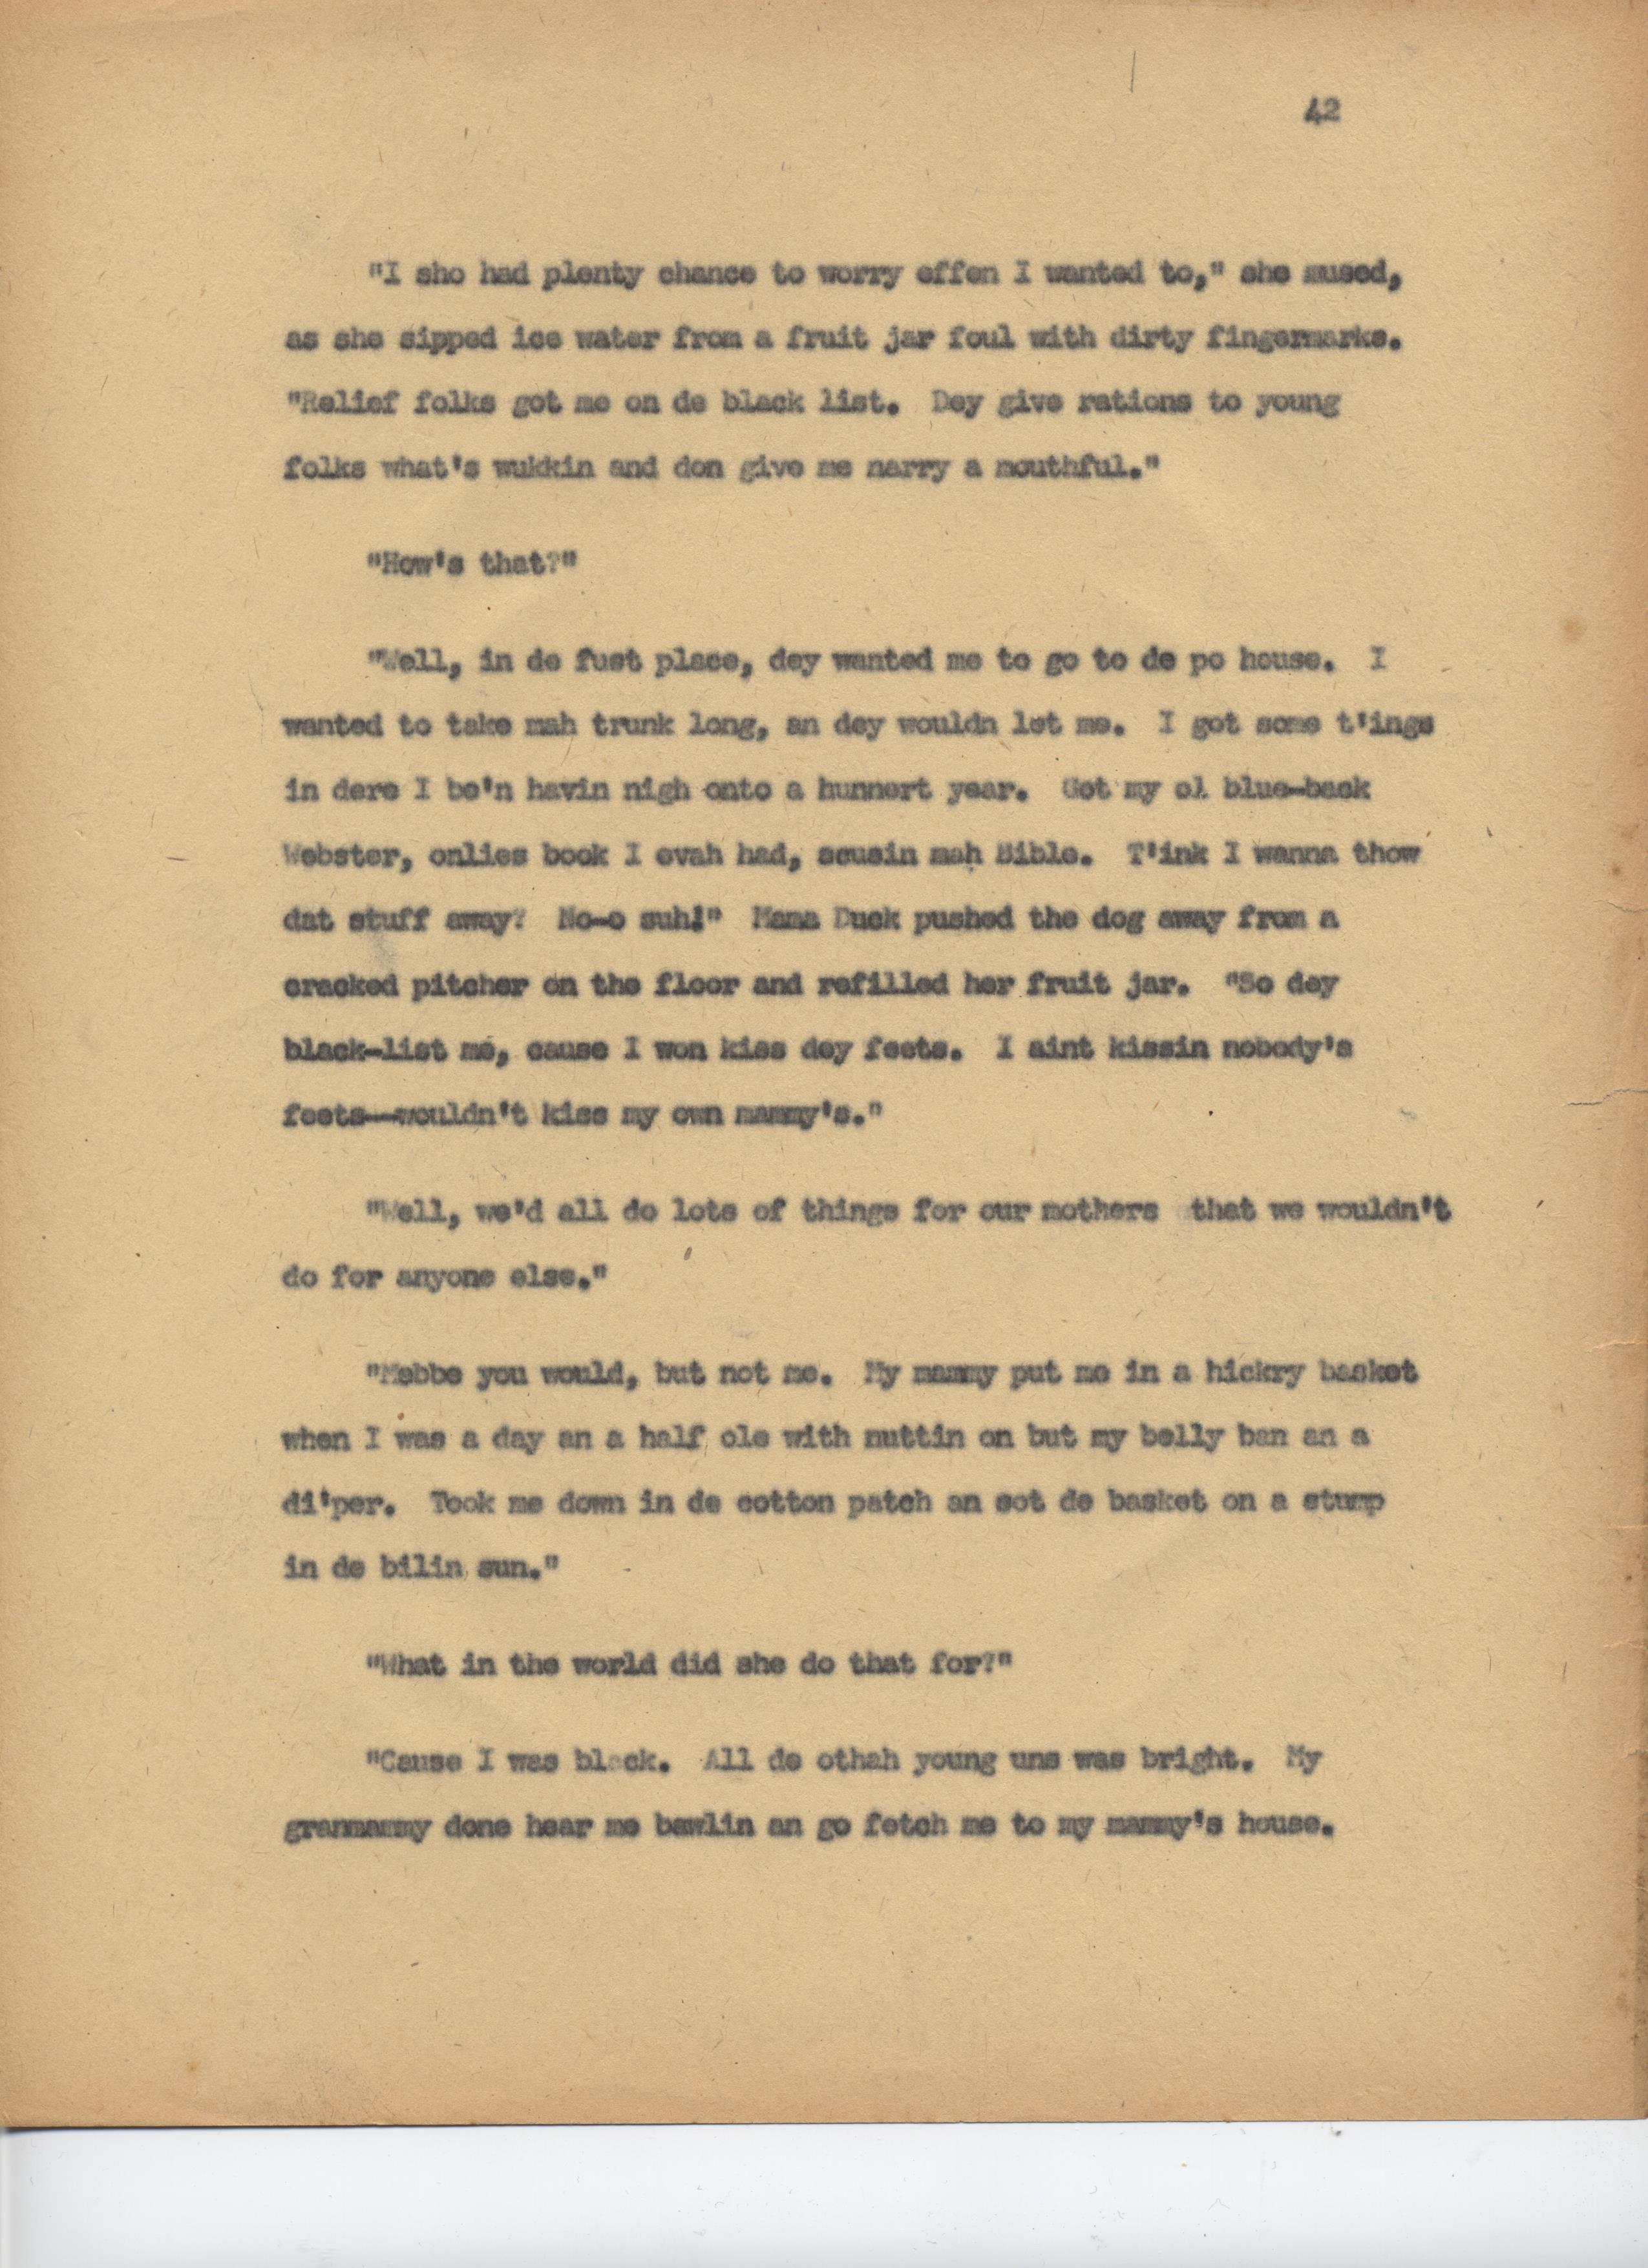 42
"I sho had plenty chance to worry effen I wanted to," she mused,
as she sipped ice water from a fruit jar foul with dirty fingermarks.
"Relief folks got me on de black list. Dey give rations to young
folks what's wukkin and don give me narry a mouthful."
"How's that?"
"Well, in de fust place, dey wanted me to go to de po house. I
wanted to take mah trunk long, an dey wouldn let me. I got some t'ings
in dere I be'n havin nigh onto a hunnert year. Got my ol blue-back
Webster, onlies book I evah had, scusin mah Bible. T'ink I wanna thow
dat stuff away? No-o suh!" Mama Duck pushed the dog away from a
cracked pitcher on the floor and refilled her fruit jar. "So dey
black-list me, cause I won kiss dey feets. I aint kissin nobody's
feets--wouldn't kiss my own mammy's."
"Well, we'd all do lots of things for our mothers that we wouldn't
do for anyone else."
"Mebbe you would, but not me. My mammy put me in a hickry basket
when I was a day an a half ole with nuttin on but my belly ban an a
di'per. Took me down in de cotton patch an sot de basket on a stump
in de bilin sun."
"What in the world did she do that for?"
"Cause I was black. All de othah young uns was bright. My
granmammy done hear me bawlin an go fetch me to my mammy's house.